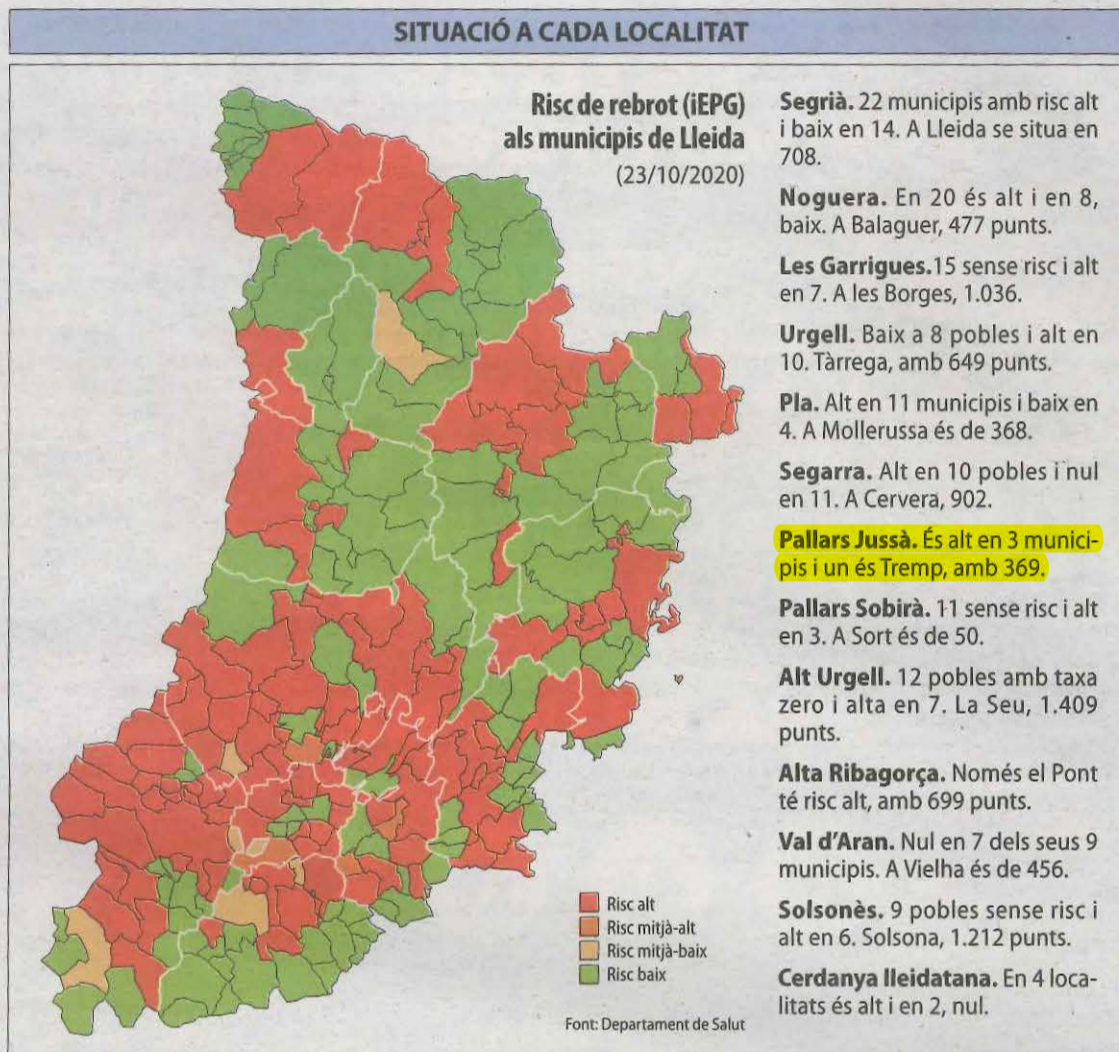 SITUACIÓ A CADA LOCALITAT
Risc de rebrot (iEPG)
als municipis de Lleida
(23/10/2020)
Risc alt
Risc mitjà-alt
Risc mitjà-baix
Risc baix
Font: Departament de Salut
Segrià. 22 municipis amb risc alt
i baix en 14. A Lleida se situa en
708.
Noguera. En 20 és alt i en 8,
baix. A Balaguer, 477 punts.
Les Garrigues.15 sense risc i alt
en 7. A les Borges, 1.036.
Urgell. Baix a 8 pobles i alt en
10. Tàrrega, amb 649 punts.
Pla. Alt en 11 municipis i baix en
4. A Mollerussa és de 368.
Segarra. Alt en 10 pobles i nul
en 11. A Cervera, 902.
Pallars Jussà. És alt en 3 munici-
pis i un és Tremp, amb 369.
Pallars Sobirà. 11 sense risc i alt
en 3. A Sort és de 50.
Alt Urgell. 12 pobles amb taxa
zero i alta en 7. La Seu, 1.409
punts.
Alta Ribagorça. Només el Pont
té risc alt, amb 699 punts.
Val d'Aran. Nul en 7 dels seus 9
municipis. A Vielha és de 456.
Solsonès. 9 pobles sense risc i
alt en 6. Solsona, 1.212 punts.
Cerdanya lleidatana. En 4 loca-
litats és alt i en 2, nul.